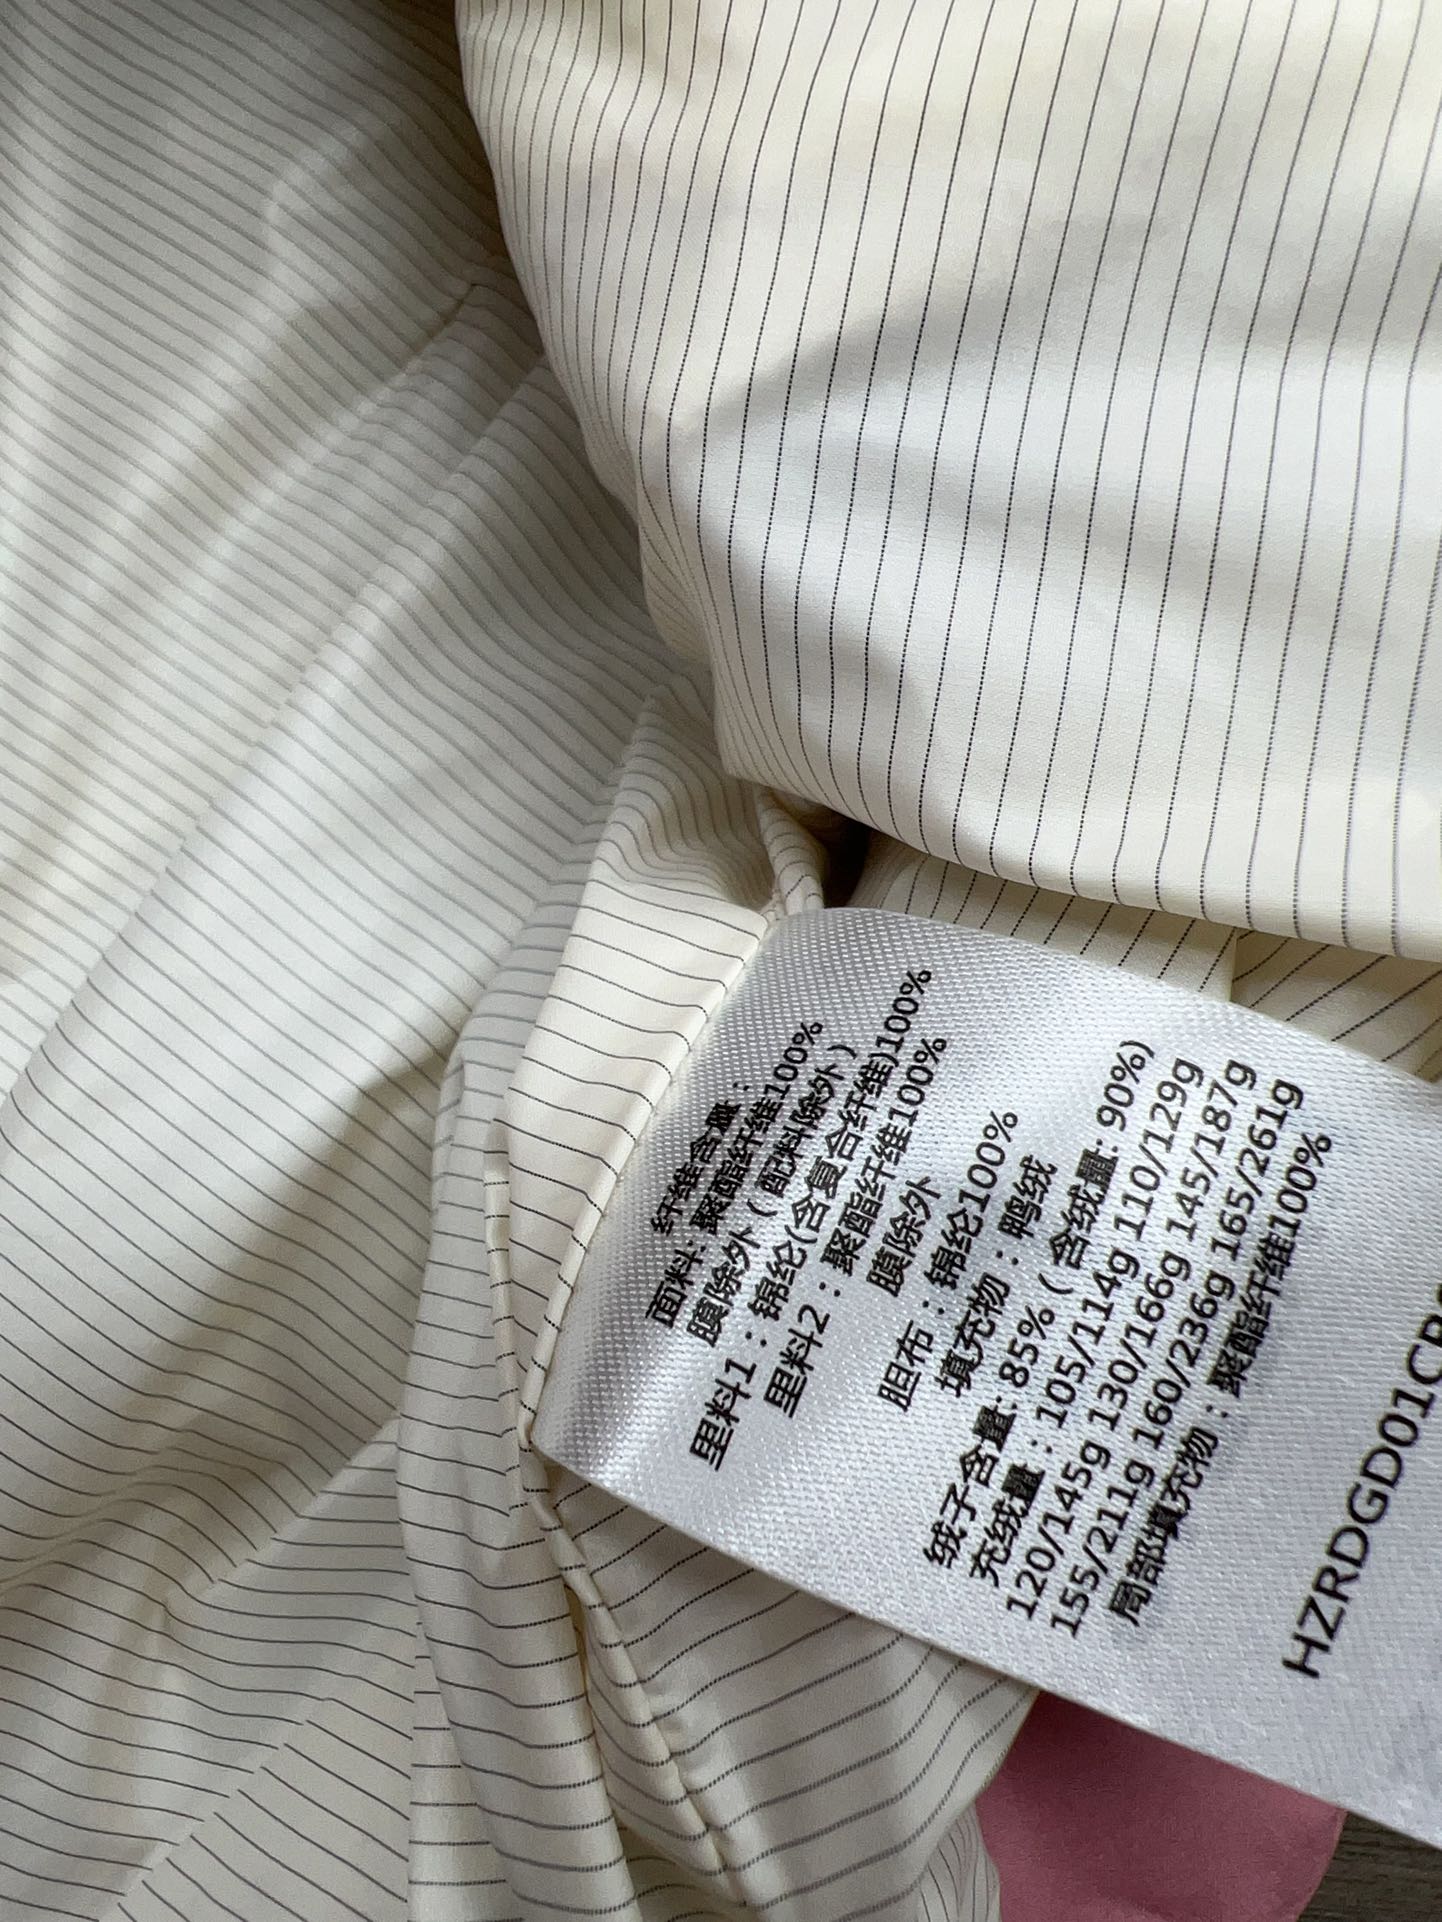 纤维含量：
面料: 聚酯纤维100%
膜除外（配料除外）
里料1：锦纶(含复合纤维)100%
里料2：聚酯纤维100%
膜除外
胆布：锦纶100%
填充物：鸭绒
绒子含量: 85%（含绒量: 90%)
充绒量：105/114g 110/129g
120/145g 130/166g 145/187g
155/211g 160/236g 165/261g
局部填充物：聚酯纤维100%
HZRDGD01CR